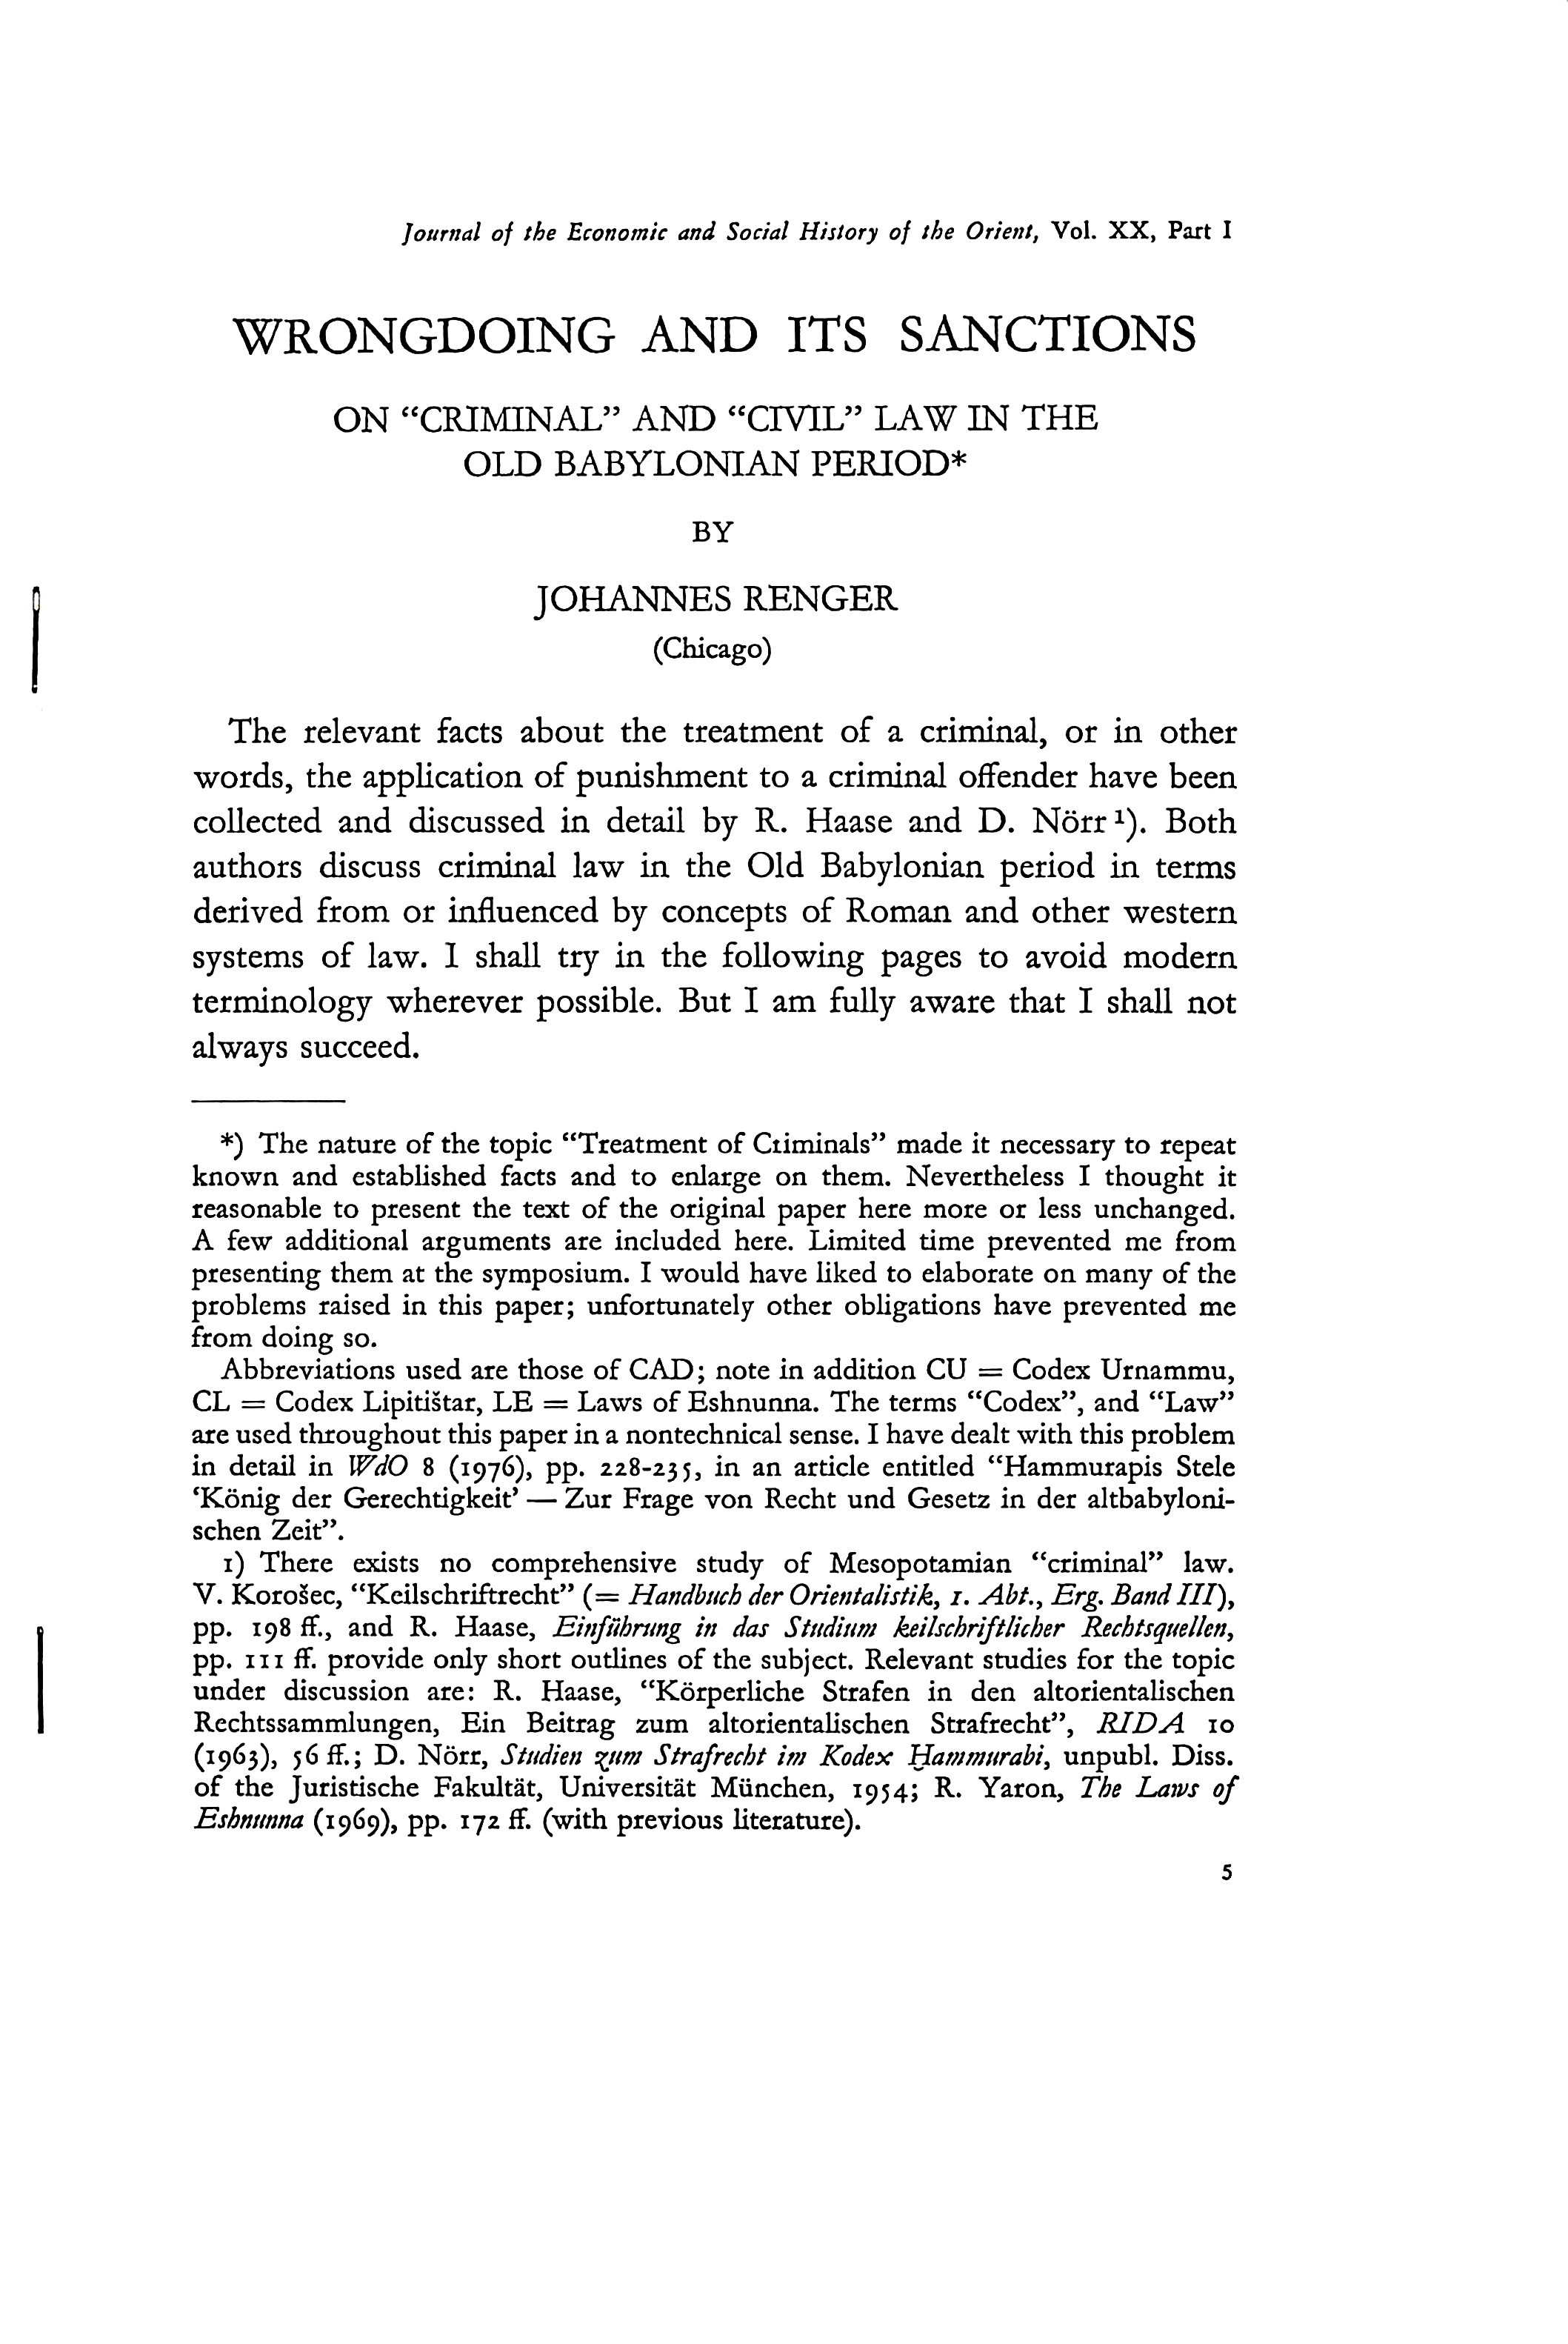 Journal of the Economic and Social History of the Orient, Vol. XX, Part I
WRONGDOING AND ITS SANCTIONS
ON “CRIMINAL” AND “CIVIL” LAW IN THE
OLD BABYLONIAN PERIOD*
BY
JOHANNES RENGER
(Chicago)
The relevant facts about the treatment of a criminal, or in other
words, the application of punishment to a criminal offender have been
collected and discussed in detail by R. Haase and D. Nörr ¹). Both
authors discuss criminal law in the Old Babylonian period in terms
derived from or influenced by concepts of Roman and other western
systems of law. I shall try in the following pages to avoid modern
terminology wherever possible. But I am fully aware that I shall not
always succeed.
*) The nature of the topic “Treatment of Criminals” made it necessary to repeat
known and established facts and to enlarge on them. Nevertheless I thought it
reasonable to present the text of the original paper here more or less unchanged.
A few additional arguments are included here. Limited time prevented me from
presenting them at the symposium. I would have liked to elaborate on many of the
problems raised in this paper; unfortunately other obligations have prevented me
from doing so.
Abbreviations used are those of CAD; note in addition CU = Codex Urnammu,
CL = Codex Lipitištar, LE = Laws of Eshnunna. The terms “Codex”, and “Law”
are used throughout this paper in a nontechnical sense. I have dealt with this problem
in detail in WdO 8 (1976), pp. 228-235, in an article entitled “Hammurapis Stele
‘König der Gerechtigkeit’ — Zur Frage von Recht und Gesetz in der altbabyloni-
schen Zeit”.
1) There exists no comprehensive study of Mesopotamian “criminal” law.
V. Korošec, “Keilschriftrecht” (= Handbuch der Orientalistik, 1. Abt., Erg. Band III),
pp. 198 ff., and R. Haase, Einführung in das Studium keilschriftlicher Rechtsquellen,
pp. 111 ff. provide only short outlines of the subject. Relevant studies for the topic
under discussion are: R. Haase, “Körperliche Strafen in den altorientalischen
Rechtssammlungen, Ein Beitrag zum altorientalischen Strafrecht”, RIDA 10
(1963), 56 ff.; D. Nörr, Studien zum Strafrecht im Kodex Ḫammurabi, unpubl. Diss.
of the Juristische Fakultät, Universität München, 1954; R. Yaron, The Laws of
Eshnunna (1969), pp. 172 ff. (with previous literature).
5